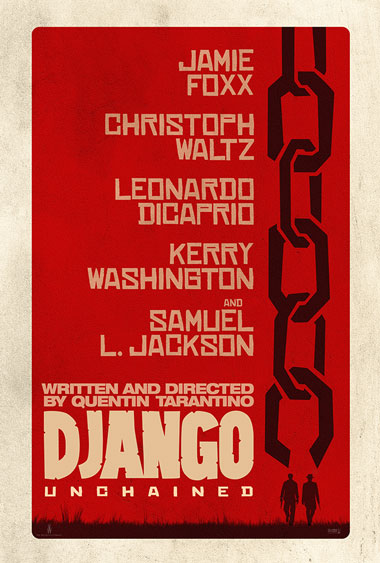 JAMIE
FOXX
CHRISTOPH
WALTZ
LEONARDO
DICAPRIO
KERRY
WASHINGTON
AND
SAMUEL
L. JACKSON
WRITTEN AND DIRECTED
BY QUENTIN TARANTINO
DJANGO
UNCHAINED